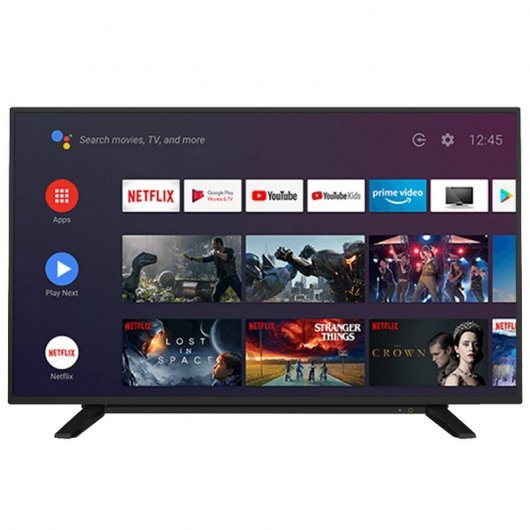 Search movies, TV, and more
12:45
Apps
NETFLIX
Google Play
Movies & TV
YouTube
YouTube Kids
prime video
Play Next
Netflix
NETFLIX
NETFLIX
LOST
IN
SPACE
NETFLIX
STRANGER
THINGS
NETFLIX
THE
CROWN
NETFL